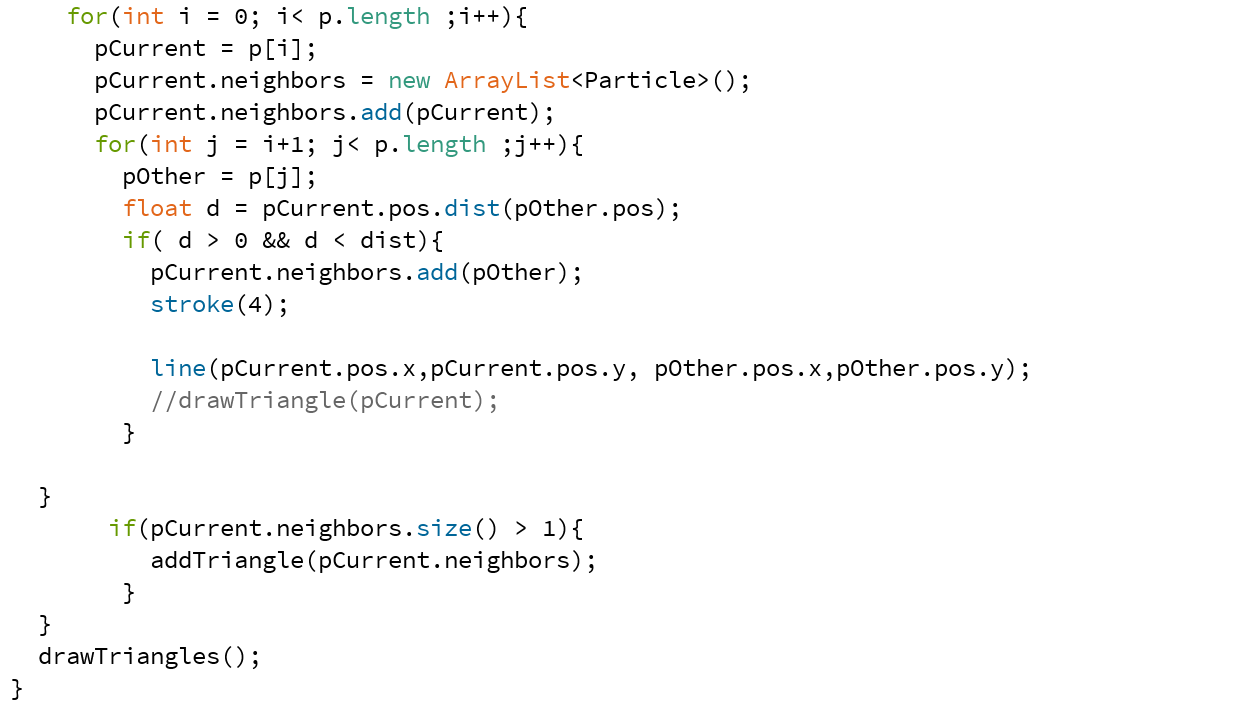 for(int i = 0; i< p.length ;i++){
pCurrent = p[i];
pCurrent.neighbors = new ArrayList<Particle>();
pCurrent.neighbors.add(pCurrent);
for(int j = i+1; j< p.length ;j++){
pOther = p[j];
float d = pCurrent.pos.dist(pOther.pos);
if( d > 0 && d < dist){
pCurrent.neighbors.add(pOther);
stroke(4);
line(pCurrent.pos.x,pCurrent.pos.y, pOther.pos.x,pOther.pos.y);
//drawTriangle(pCurrent);
}
}
if(pCurrent.neighbors.size() > 1){
addTriangle(pCurrent.neighbors);
}
}
drawTriangles();
}